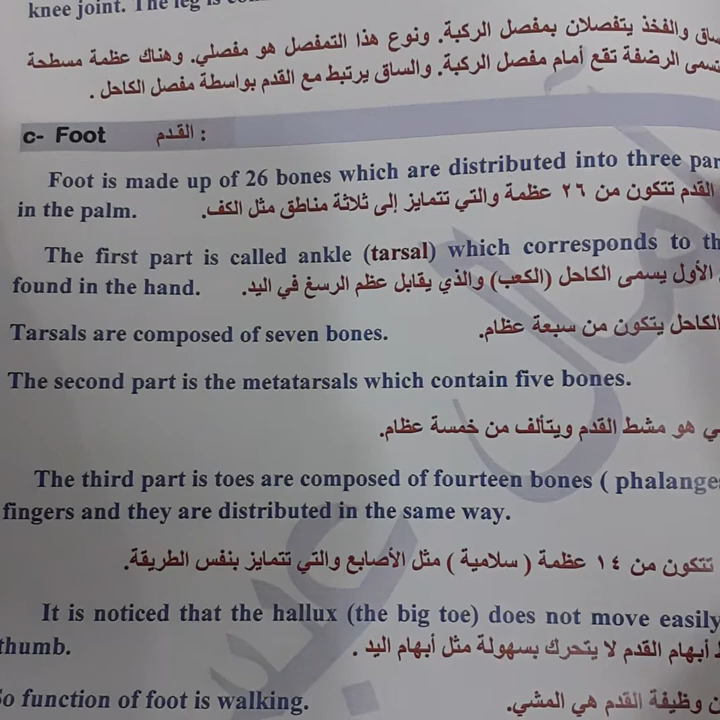 knee joint. The leg is
والفخذ يتفصلان بمفصل الركبة. ونوع هذا التمفصل هو مفصلي. وهناك عظمة مسطحة
الرضفة تقع أمام مفصل الركبة. والساق يرتبط مع القدم بواسطة مفصل الكاحل .
c- Foot القدم :
Foot is made up of 26 bones which are distributed into three
القدم تتكون من ٢٦ عظمة والتي تتمايز إلى ثلاثة مناطق مثل الكف.
in the palm.
The first part is called ankle (tarsal) which corresponds to
الأول يسمى الكاحل (الكعب) والذي يقابل عظم الرسغ في اليد.
found in the hand.
Tarsals are composed of seven bones. الكاحل يتكون من سبعة عظام.
The second part is the metatarsals which contain five bones.
هو مشط القدم ويتألف من خمسة عظام.
The third part is toes are composed of fourteen bones ( phalange
fingers and they are distributed in the same way.
تتكون من ١٤ عظمة ( سلامية ) مثل الأصابع والتي تتمايز بنفس الطريقة.
It is noticed that the hallux (the big toe) does not move easily
thumb. أبهام القدم لا يتحرك بسهولة مثل أبهام اليد .
So function of foot is walking. وظيفة القدم هي المشي.